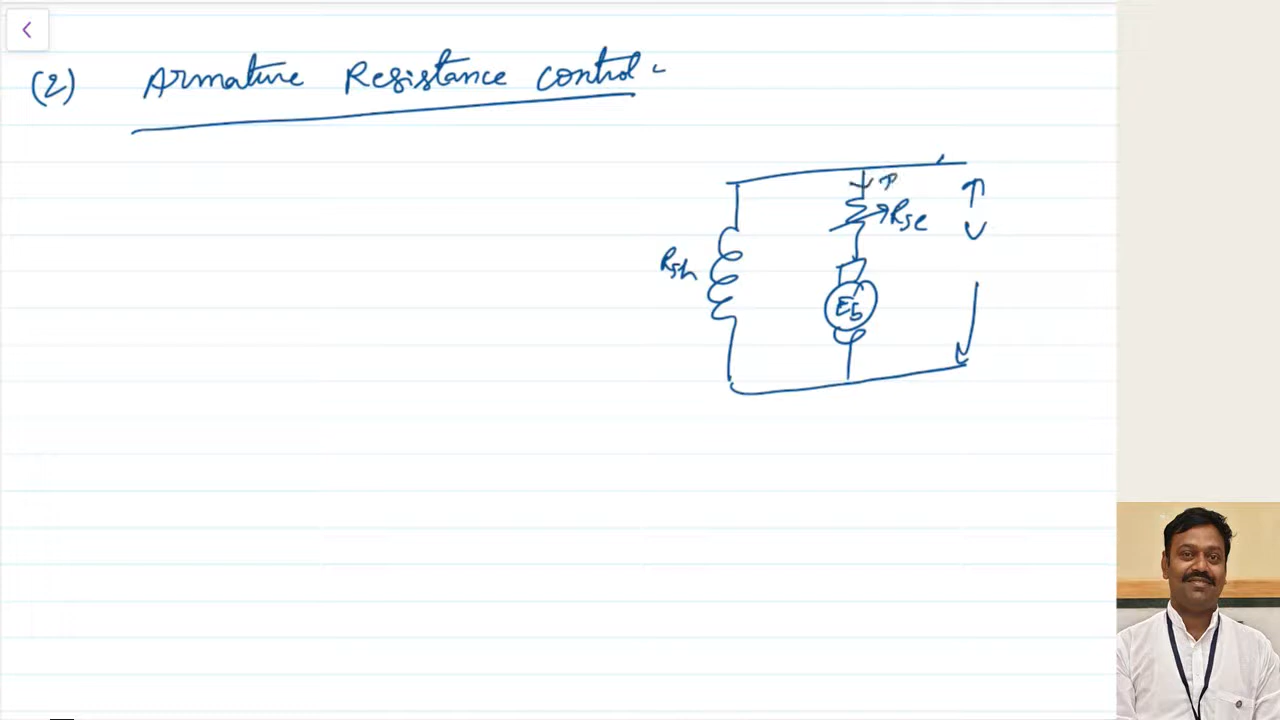 (2) Armature Resistance control -
Rse
V
Rsh
Eb